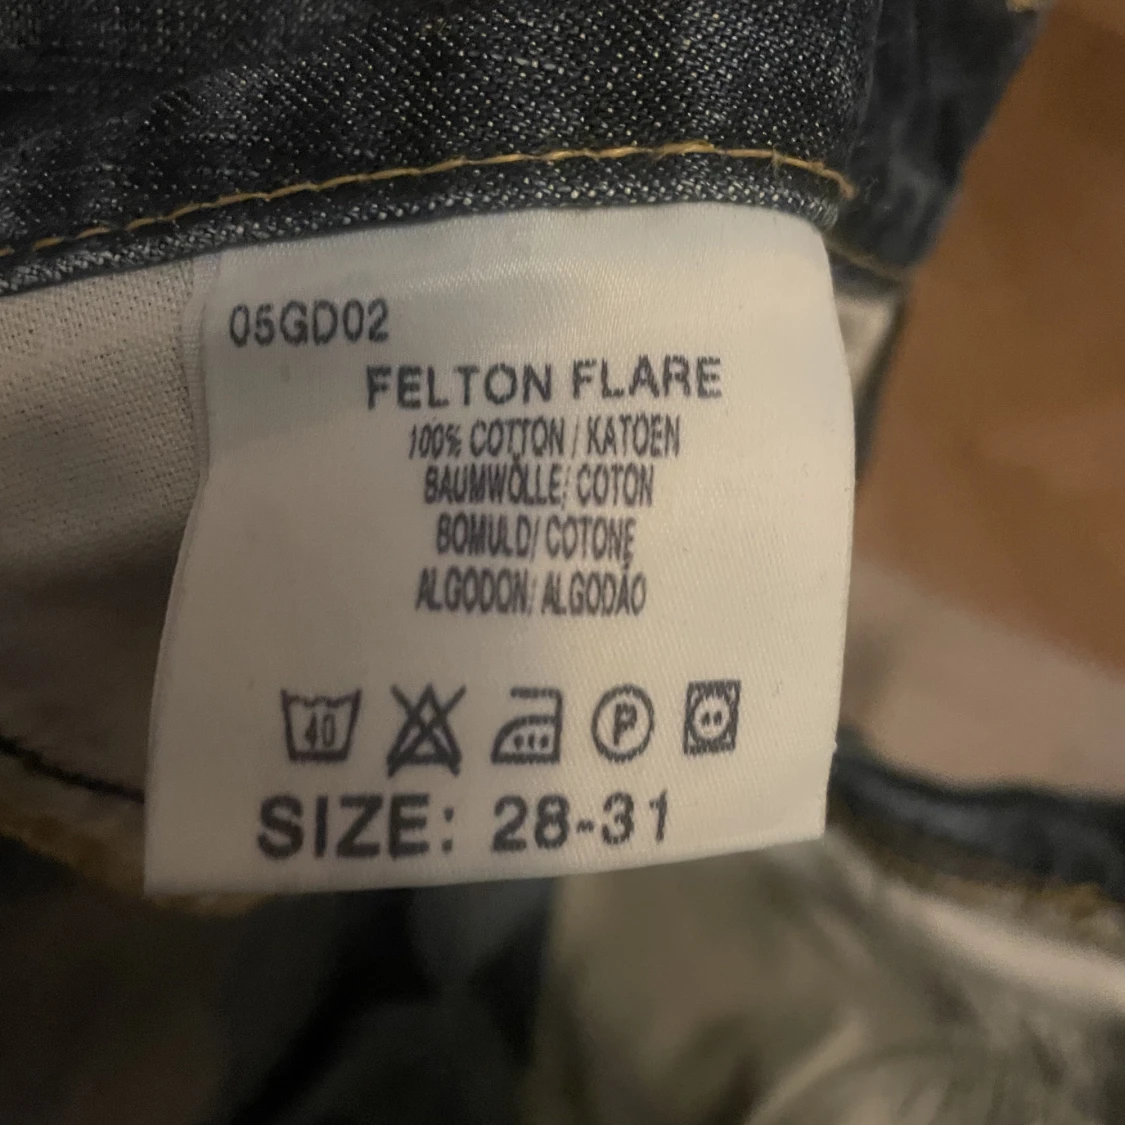 05GD02
FELTON FLARE
100% COTTON / KATOEN
BAUMWOLLE/ COTON
BOMULD/ COTONE
ALGODON/ ALGODÃO
40 P
SIZE: 28-31